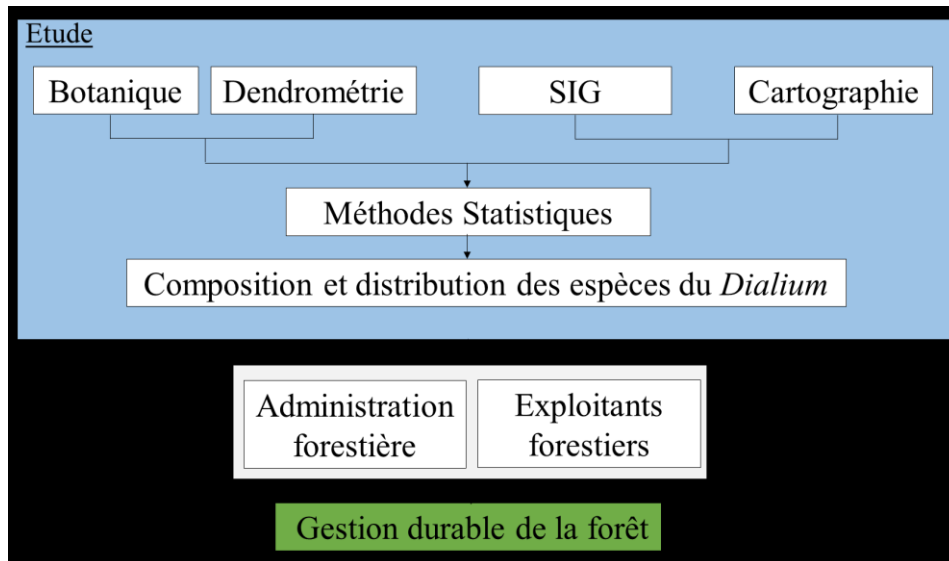 Etude
Botanique
Dendrométrie
SIG
Cartographie
Méthodes Statistiques
Composition et distribution des espèces du Dialium
Administration
forestière
Exploitants
forestiers
Gestion durable de la forêt